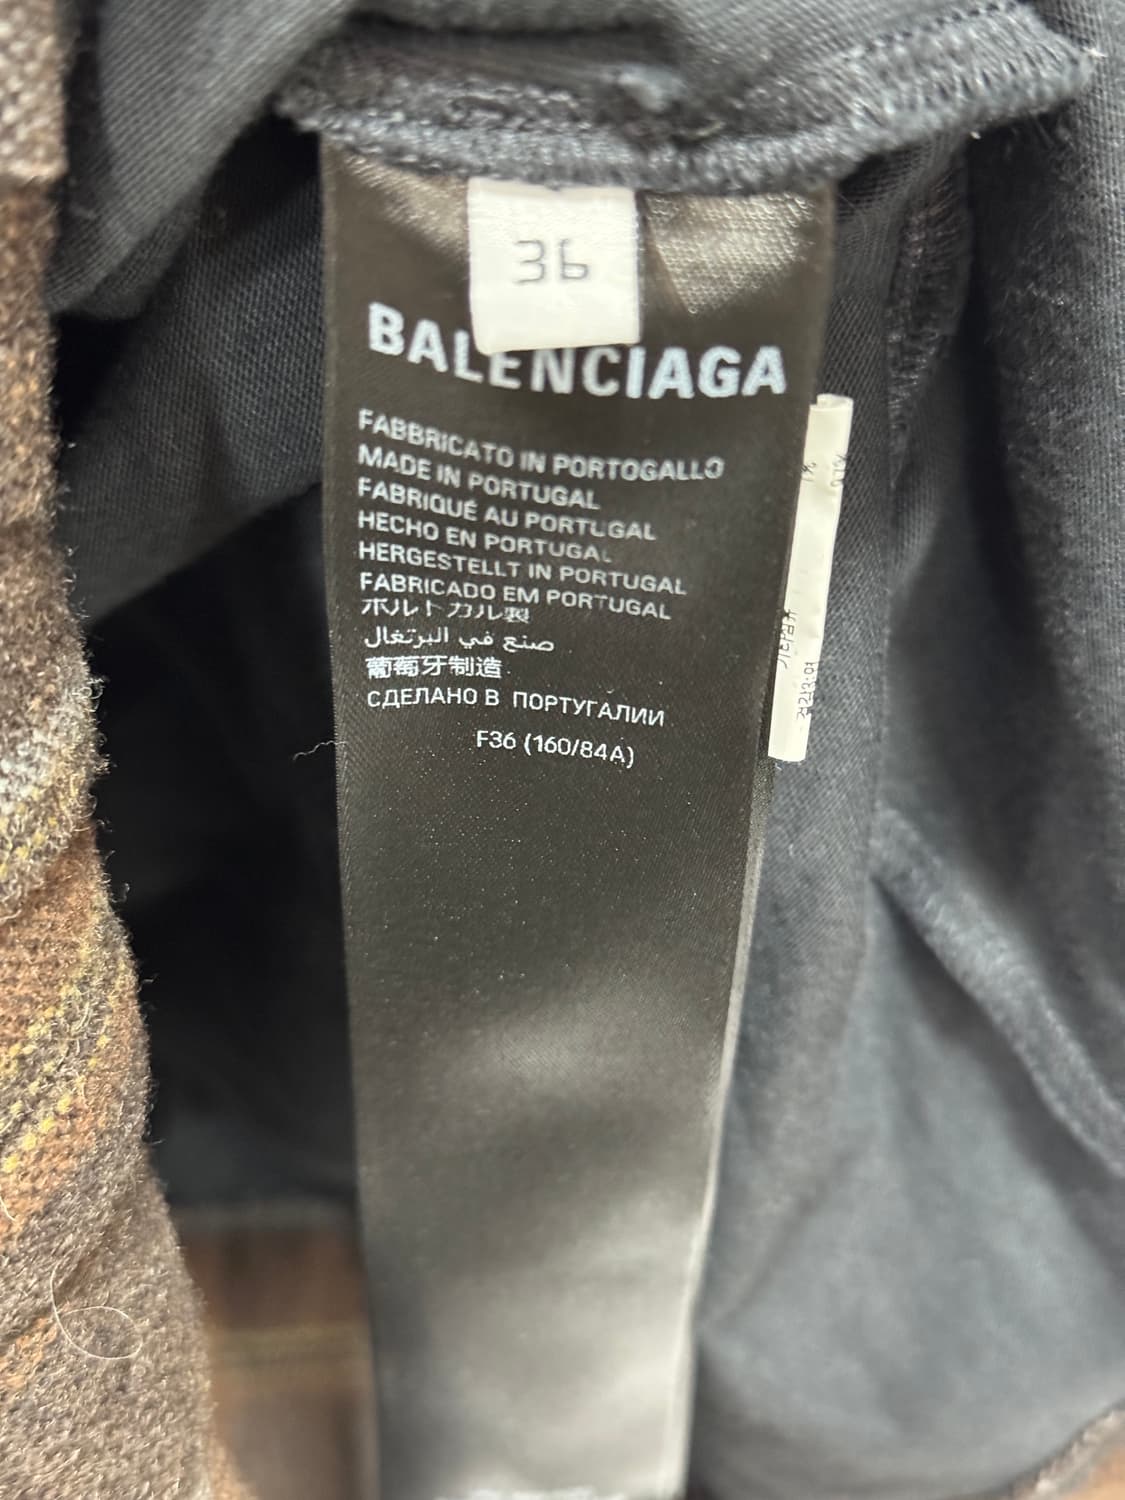 36
BALENCIAGA
FABBRICATO IN PORTOGALLO
MADE IN PORTUGAL
FABRIQUÉ AU PORTUGAL
HECHO EN PORTUGAL
HERGESTELLT IN PORTUGAL
FABRICADO EM PORTUGAL
ポルトガル製
صنع في البرتغال
葡萄牙制造
СДЕЛАНО В ПОРТУГАЛИИ
F36 (160/84A)